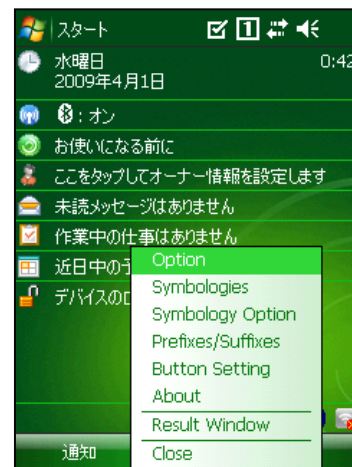 スタート
水曜日
0:42
2009年4月1日
:オン
お使いになる前に
ここをタップしてオーナー情報を設定します
未読メッセージはありません
作業中の仕事はありません
近日中の予
デバイスのロ
Option
Symbologies
Symbology Option
Prefixes/Suffixes
Button Setting
About
Result Window
Close
通知